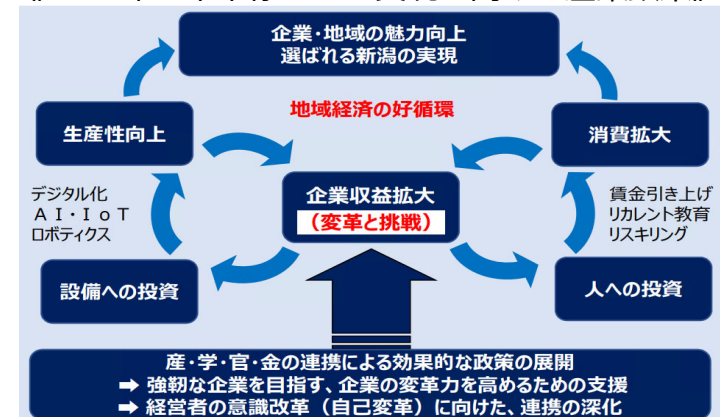 企業・地域の魅力向上
選ばれる新潟の実現
地域経済の好循環
生産性向上
消費拡大
デジタル化
ＡＩ・ＩｏＴ
ロボティクス
企業収益拡大
（変革と挑戦）
賃金引き上げ
リカレント教育
リスキリング
設備への投資
人への投資
産・学・官・金の連携による効果的な政策の展開
➡ 強靭な企業を目指す、企業の変革力を高めるための支援
➡ 経営者の意識改革（自己変革）に向けた、連携の深化